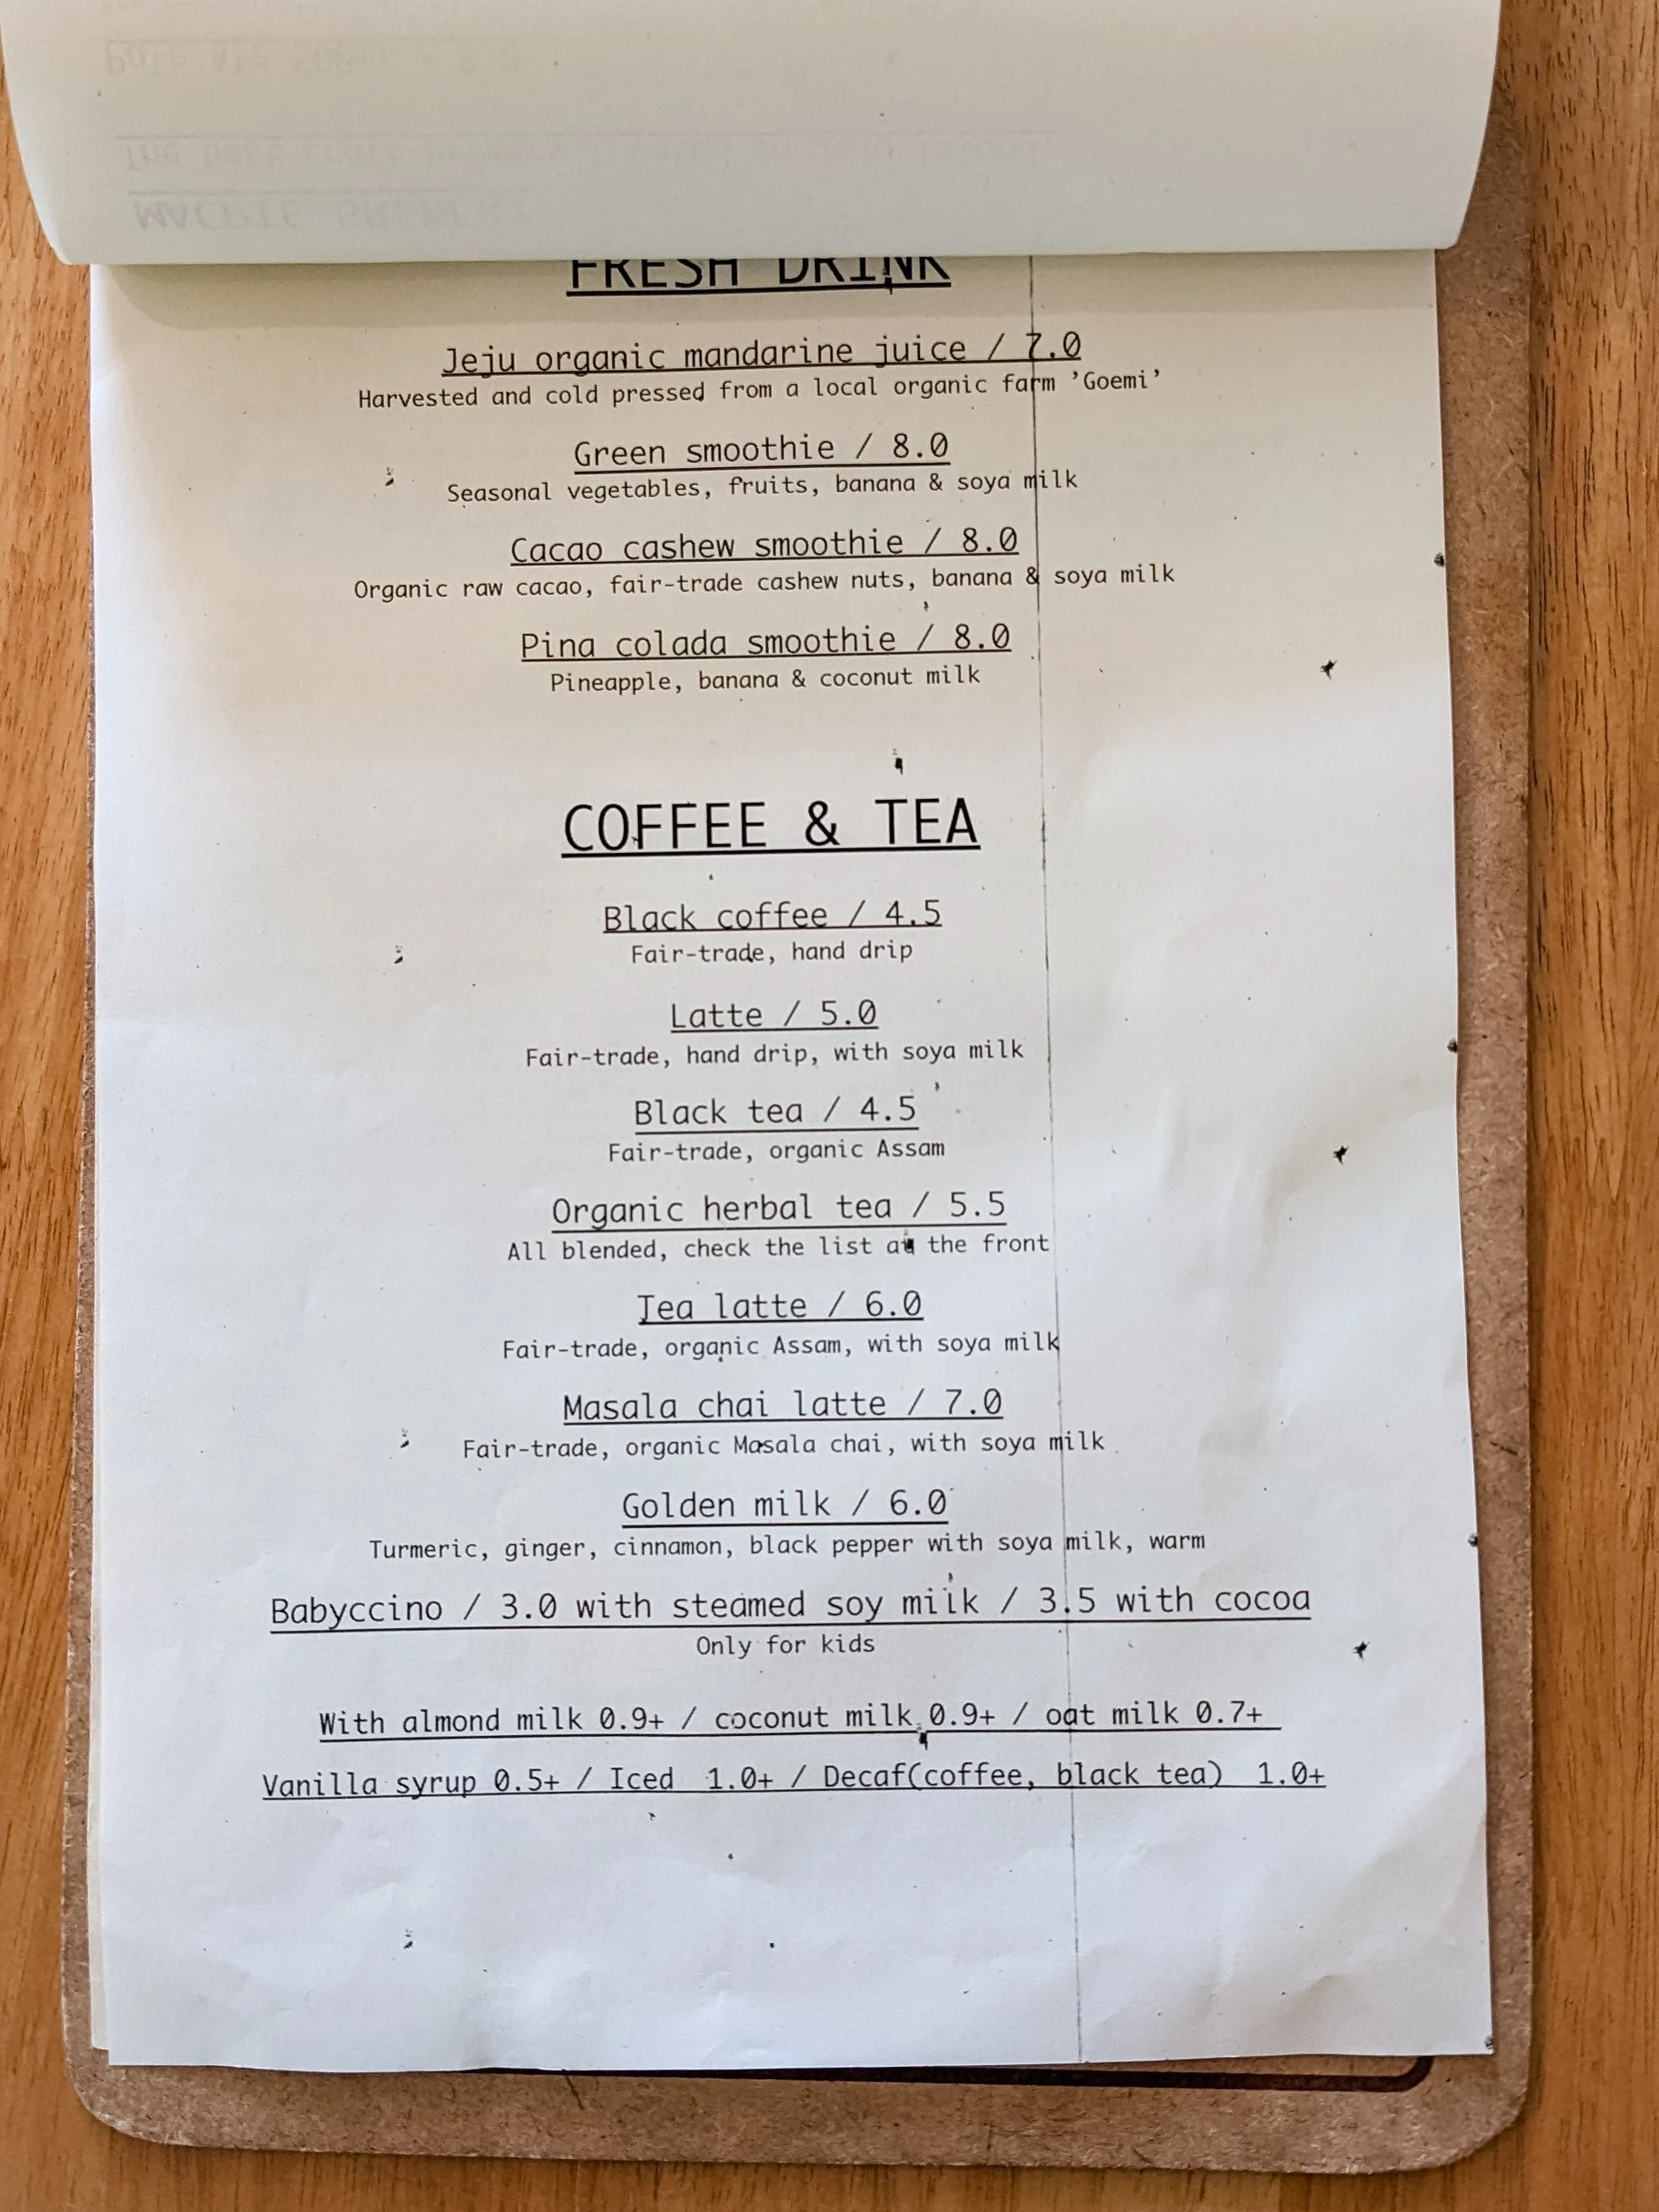 FRESH DRINK
Jeju organic mandarine juice / 7.0
Harvested and cold pressed from a local organic farm 'Goemi'
Green smoothie / 8.0
Seasonal vegetables, fruits, banana & soya milk
Cacao cashew smoothie / 8.0
Organic raw cacao, fair-trade cashew nuts, banana & soya milk
Pina colada smoothie / 8.0
Pineapple, banana & coconut milk
COFFEE & TEA
Black coffee / 4.5
Fair-trade, hand drip
Latte / 5.0
Fair-trade, hand drip, with soya milk
Black tea / 4.5
Fair-trade, organic Assam
Organic herbal tea / 5.5
All blended, check the list at the front
Tea latte / 6.0
Fair-trade, organic Assam, with soya milk
Masala chai latte / 7.0
Fair-trade, organic Masala chai, with soya milk
Golden milk / 6.0
Turmeric, ginger, cinnamon, black pepper with soya milk, warm
Babyccino / 3.0 with steamed soy milk / 3.5 with cocoa
Only for kids
With almond milk 0.9+ / coconut milk 0.9+ / oat milk 0.7+
Vanilla syrup 0.5+ / Iced 1.0+ / Decaf(coffee, black tea) 1.0+